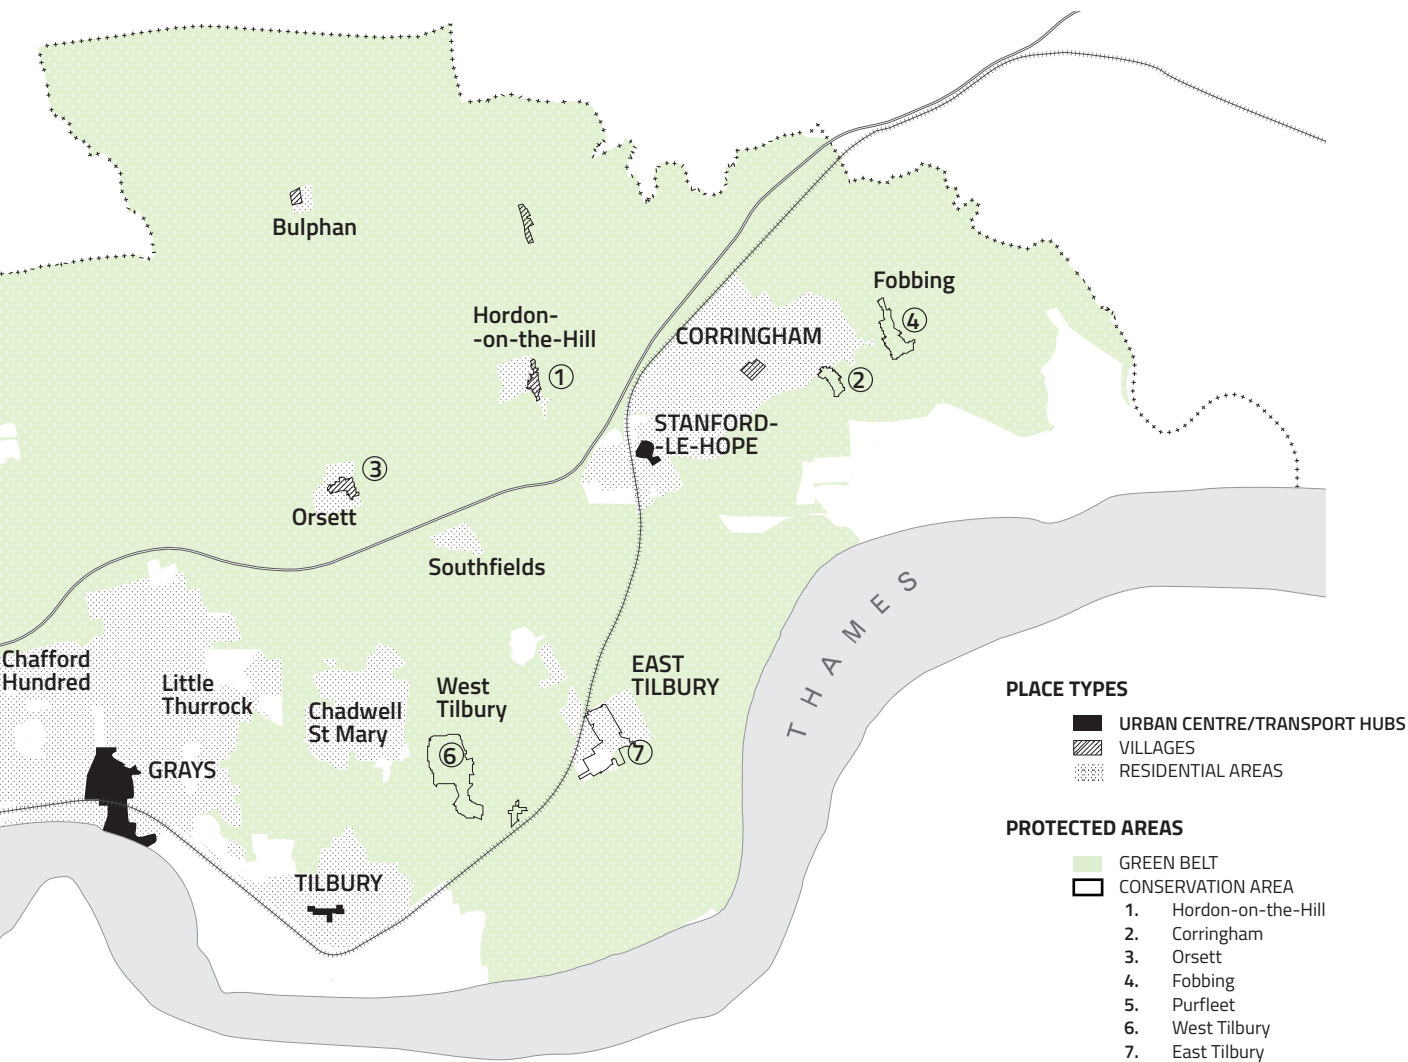 Bulphan
Fobbing
④
Hordon-
-on-the-Hill
①
CORRINGHAM
②
STANFORD-
-LE-HOPE
③
Orsett
Southfields
THAMES
Chafford
Hundred
Little
Thurrock
Chadwell
St Mary
West
Tilbury
⑥
EAST
TILBURY
⑦
GRAYS
TILBURY
PLACE TYPES
URBAN CENTRE/TRANSPORT HUBS
VILLAGES
RESIDENTIAL AREAS
PROTECTED AREAS
GREEN BELT
CONSERVATION AREA
1. Hordon-on-the-Hill
2. Corringham
3. Orsett
4. Fobbing
5. Purfleet
6. West Tilbury
7. East Tilbury